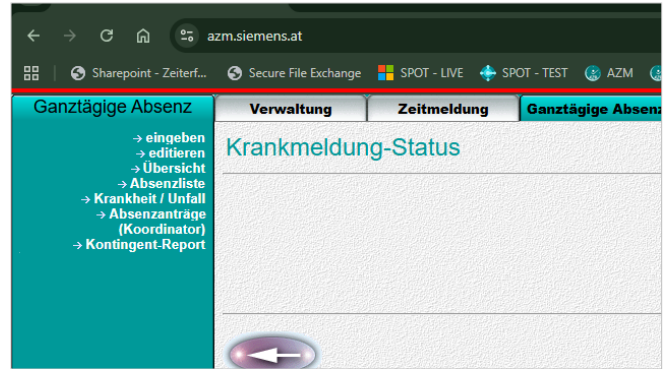 azm.siemens.at
Sharepoint - Zeiterf... Secure File Exchange SPOT - LIVE SPOT - TEST AZM
Ganztägige Absenz Verwaltung Zeitmeldung Ganztägige Absenz
→ eingeben
→ editieren
→ Übersicht
→ Absenzliste
→ Krankheit / Unfall
→ Absenzanträge
(Koordinator)
→ Kontingent-Report
Krankmeldung-Status